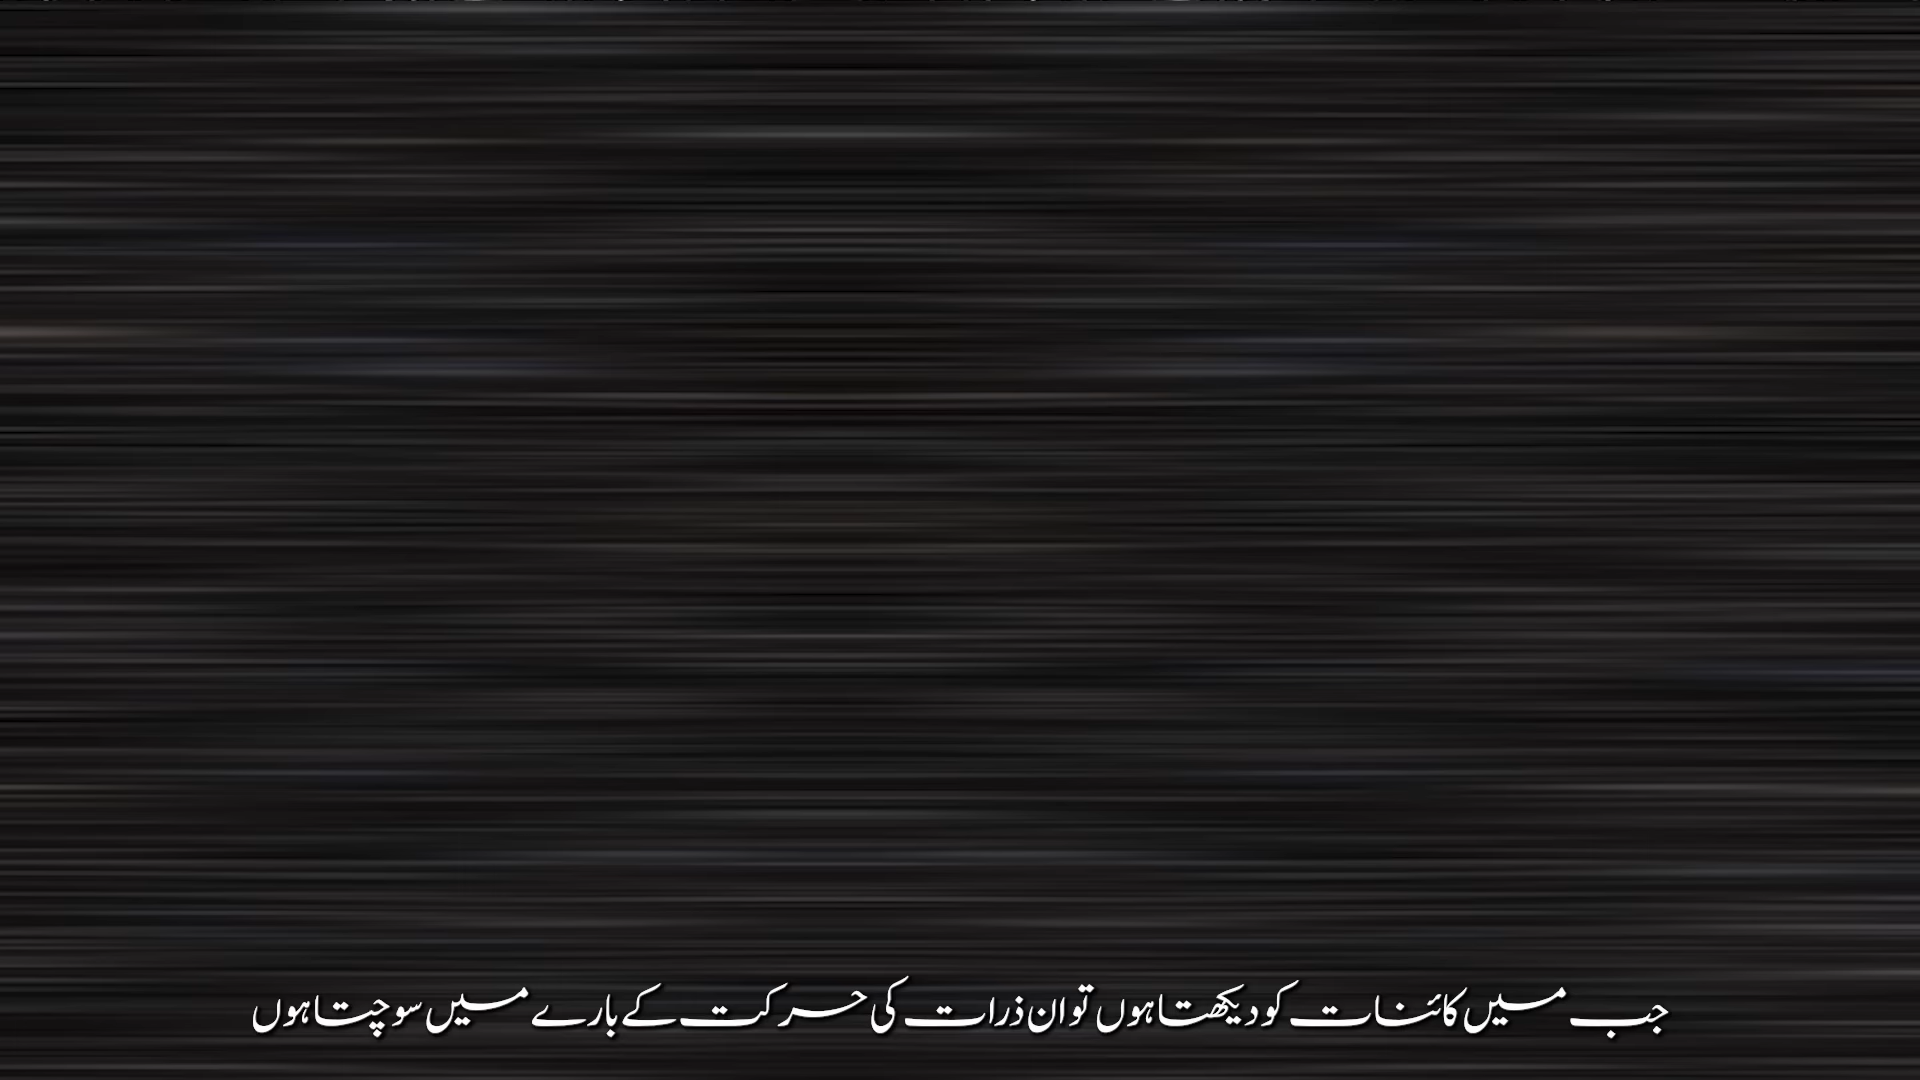 جب میں کائنات کو دیکھتا ہوں تو ان ذرات کی حرکت کے بارے میں سوچتا ہوں